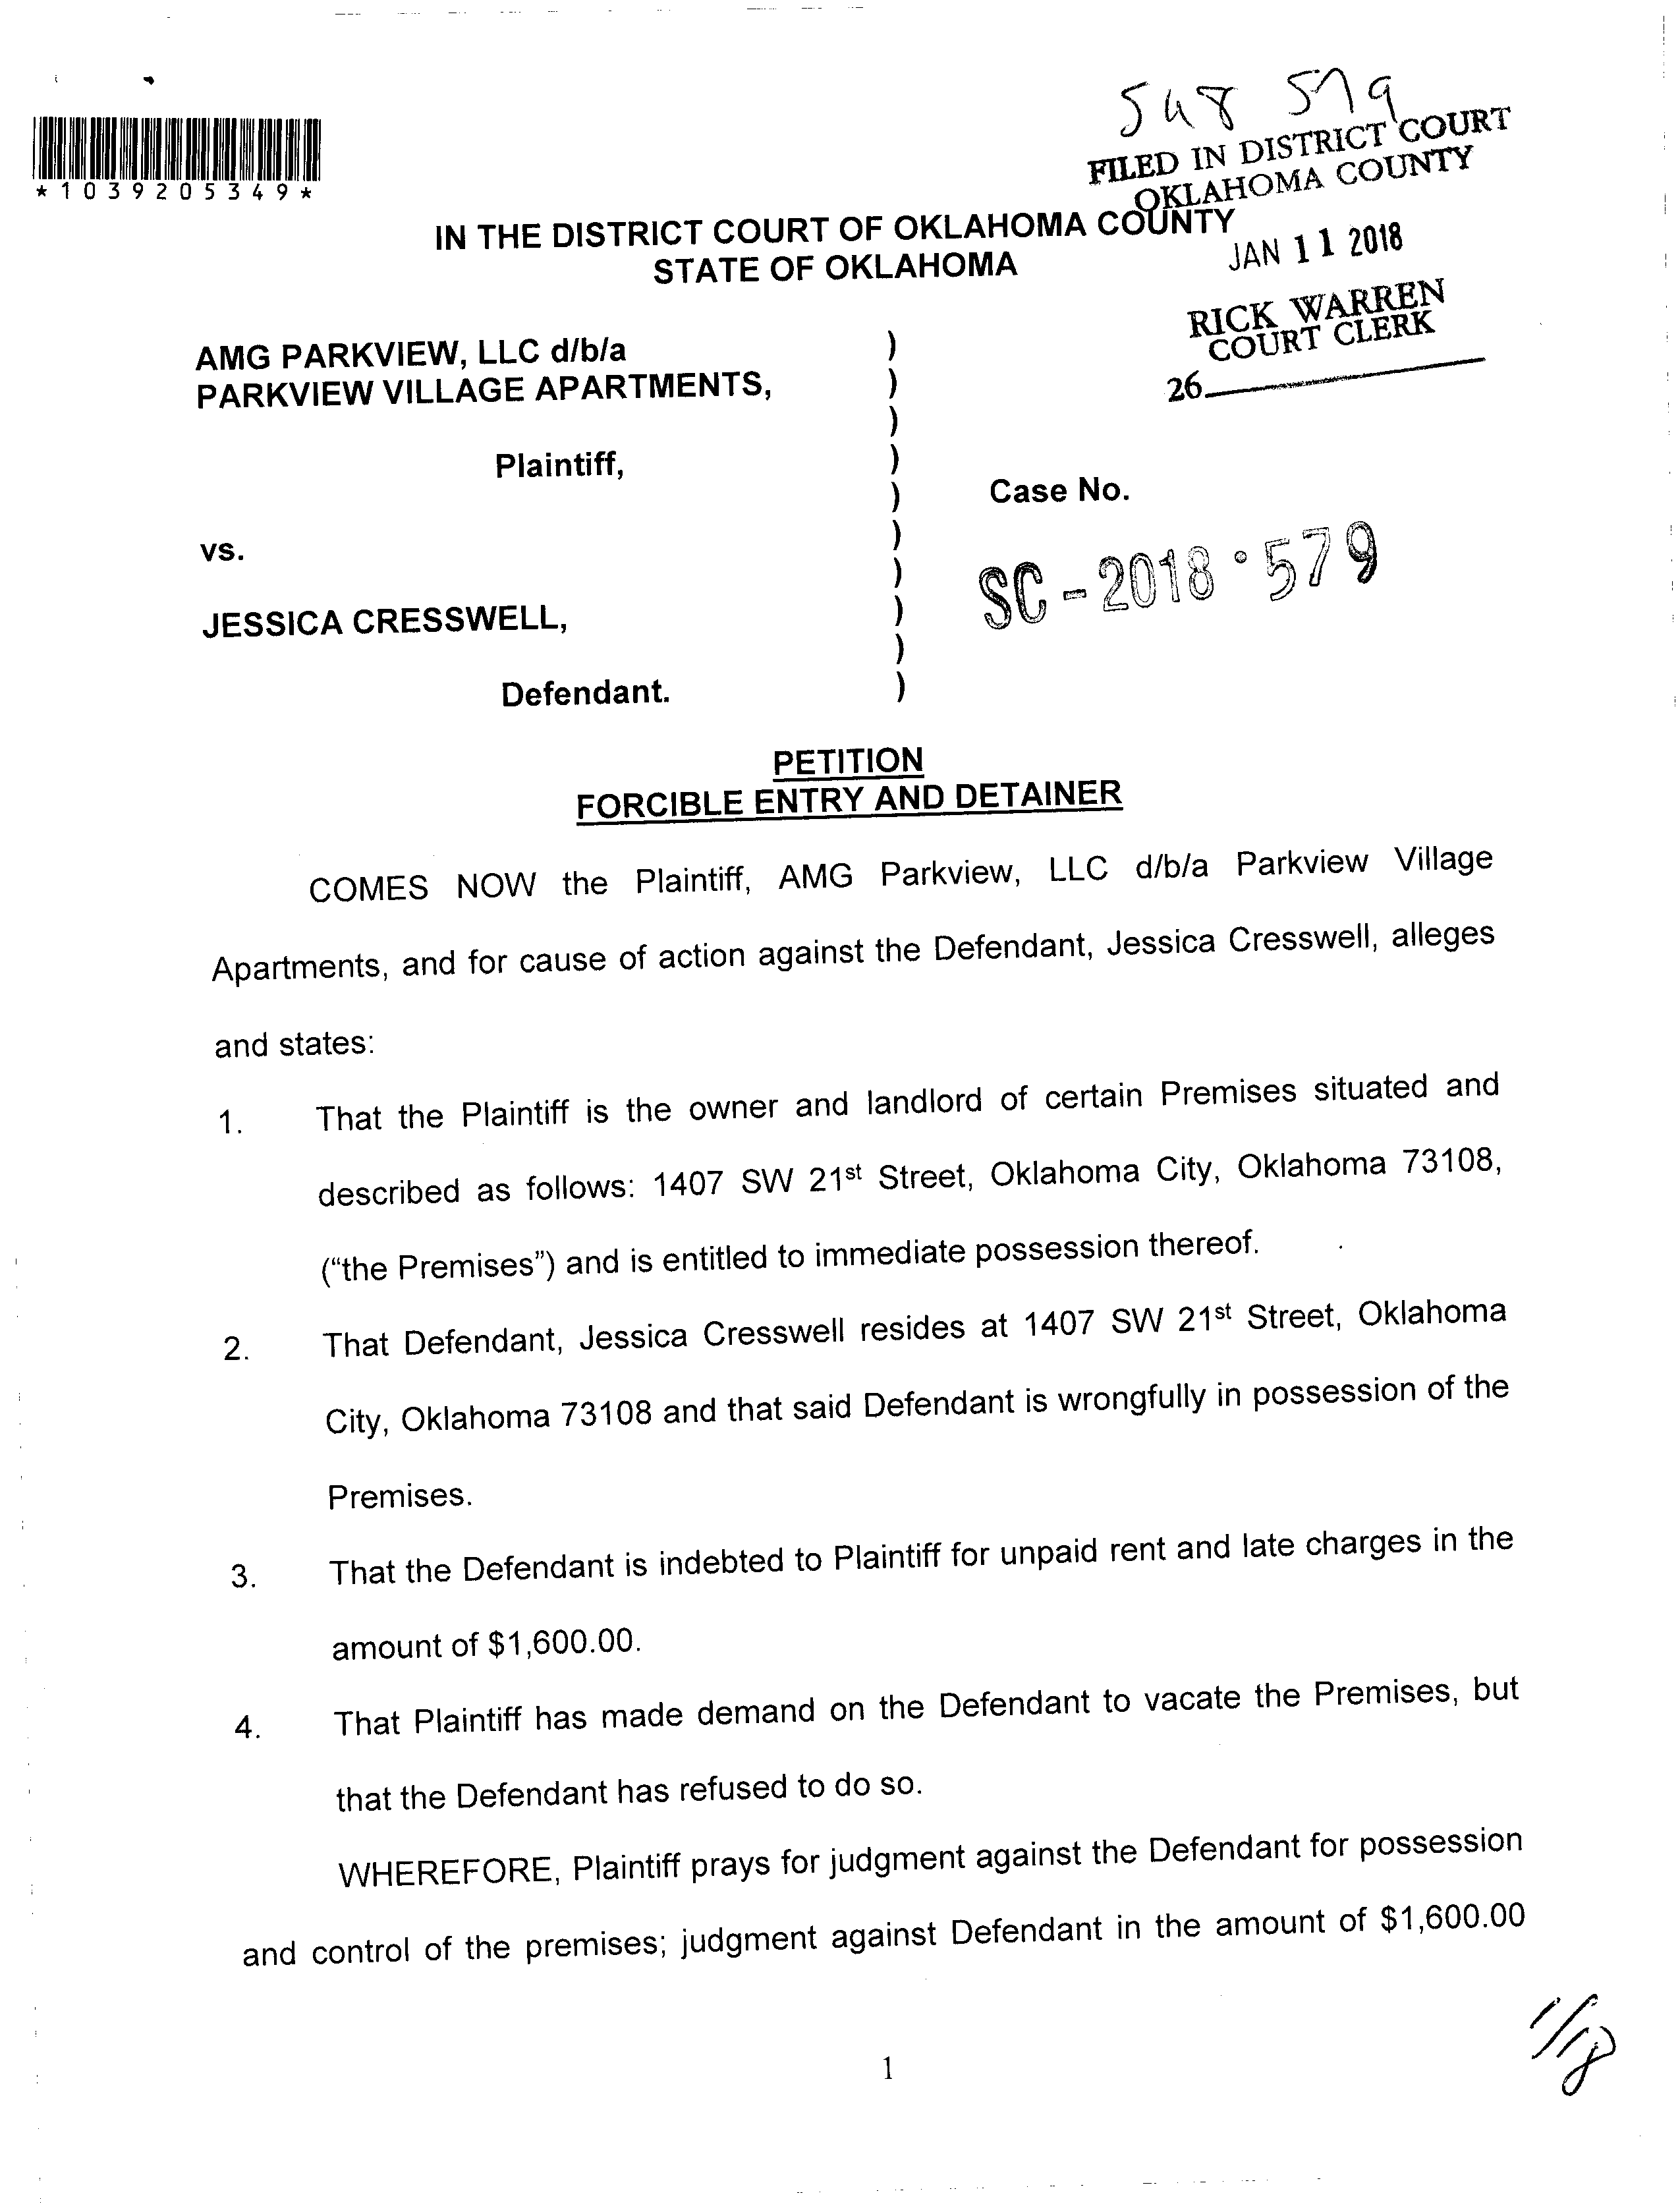 548 579
FILED IN DISTRICT COURT
OKLAHOMA COUNTY
*1039205349*
IN THE DISTRICT COURT OF OKLAHOMA COUNTY
STATE OF OKLAHOMA
JAN 11 2018
RICK WARREN
COURT CLERK
26
AMG PARKVIEW, LLC d/b/a )
PARKVIEW VILLAGE APARTMENTS, )
)
Plaintiff, )
) Case No.
vs. )
) SC-2018•579
JESSICA CRESSWELL, )
)
Defendant. )
PETITION
FORCIBLE ENTRY AND DETAINER
COMES NOW the Plaintiff, AMG Parkview, LLC d/b/a Parkview Village
Apartments, and for cause of action against the Defendant, Jessica Cresswell, alleges
and states:
1. That the Plaintiff is the owner and landlord of certain Premises situated and
described as follows: 1407 SW 21st Street, Oklahoma City, Oklahoma 73108,
(“the Premises”) and is entitled to immediate possession thereof.
2. That Defendant, Jessica Cresswell resides at 1407 SW 21st Street, Oklahoma
City, Oklahoma 73108 and that said Defendant is wrongfully in possession of the
Premises.
3. That the Defendant is indebted to Plaintiff for unpaid rent and late charges in the
amount of $1,600.00.
4. That Plaintiff has made demand on the Defendant to vacate the Premises, but
that the Defendant has refused to do so.
WHEREFORE, Plaintiff prays for judgment against the Defendant for possession
and control of the premises; judgment against Defendant in the amount of $1,600.00
1/18
1